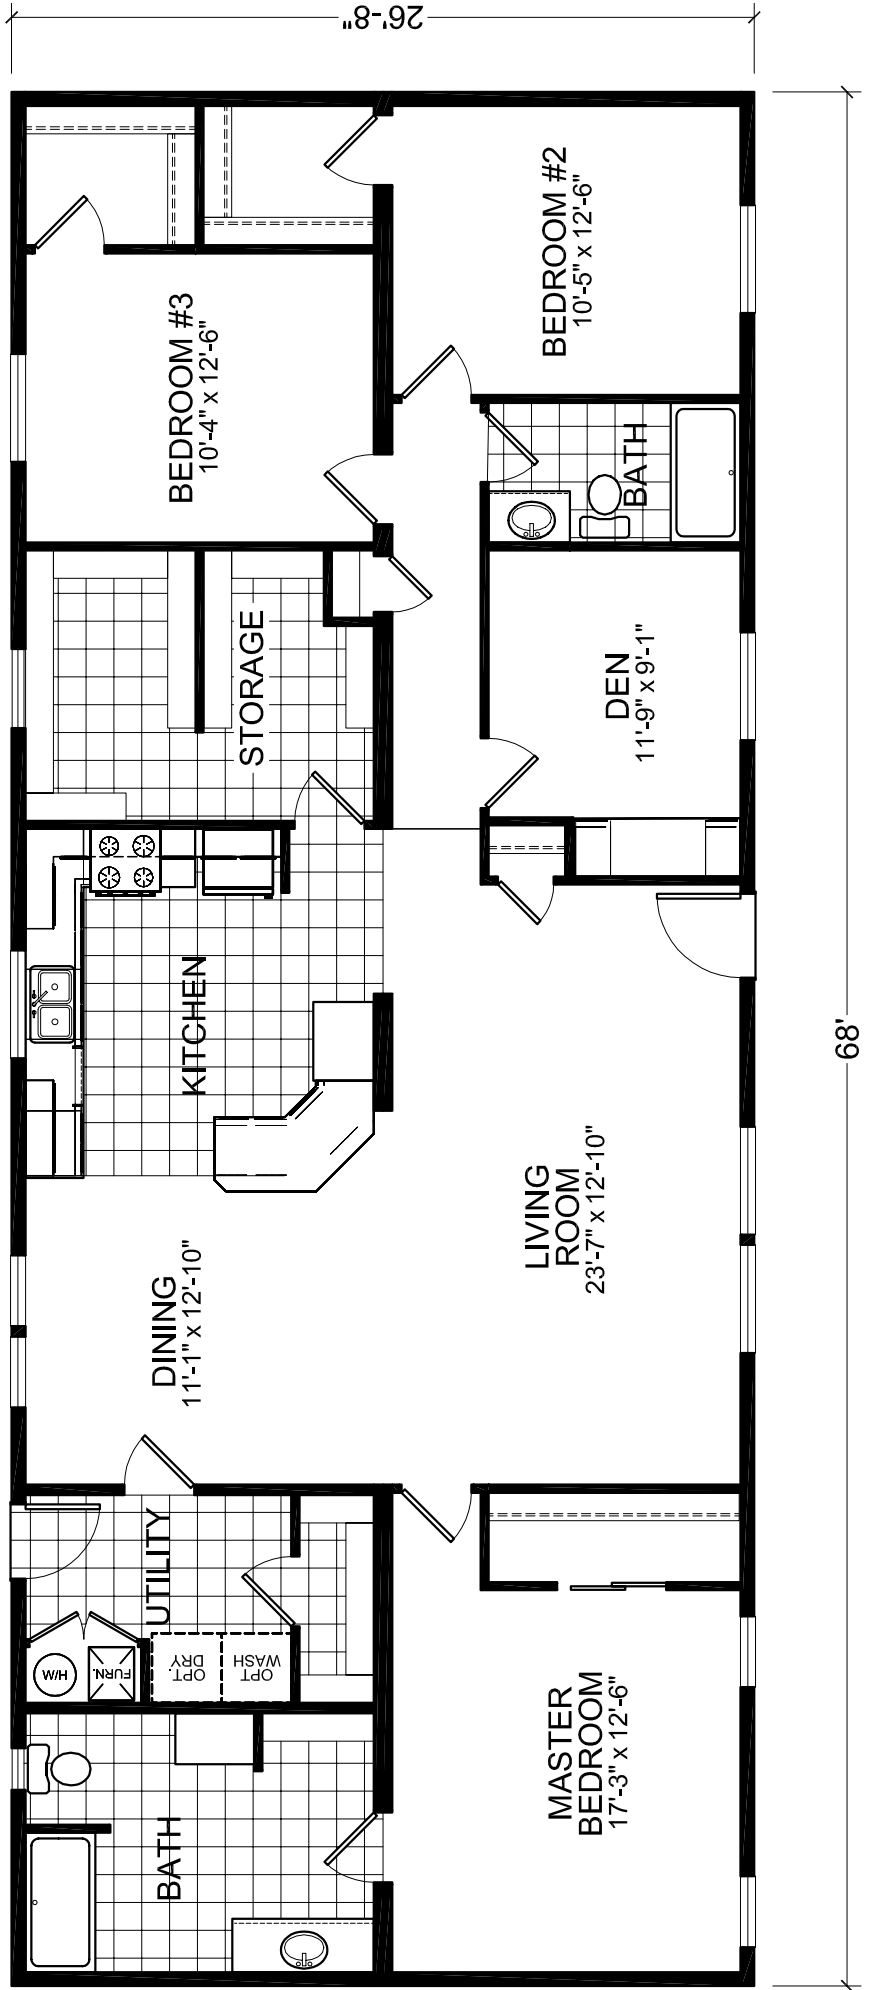 26'-8"
BEDROOM #2
10'-5" x 12'-6"
BEDROOM #3
10'-4" x 12'-6"
BATH
STORAGE
DEN
11'-9" x 9'-1"
KITCHEN
68'
LIVING
ROOM
23'-7" x 12'-10"
DINING
11'-1" x 12'-10"
UTILITY
H/W
FURN.
OPT.
DRY
OPT
WASH
MASTER
BEDROOM
17'-3" x 12'-6"
BATH